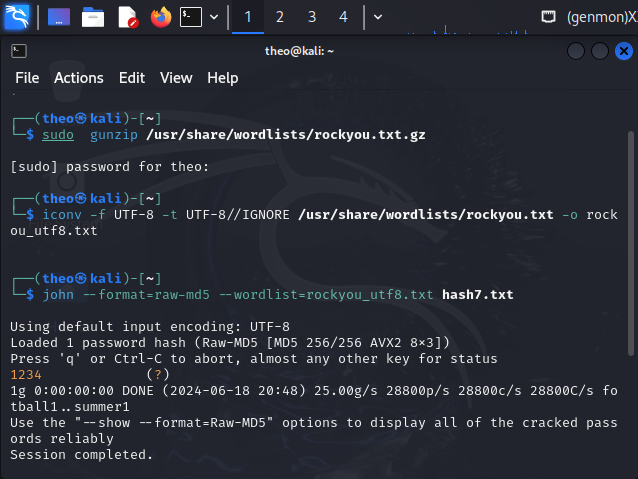 1 2 3 4 (genmon)X
theo@kali: ~
File Actions Edit View Help
┌──(theo㉿kali)-[~]
└─$ sudo gunzip /usr/share/wordlists/rockyou.txt.gz
[sudo] password for theo:
┌──(theo㉿kali)-[~]
└─$ iconv -f UTF-8 -t UTF-8//IGNORE /usr/share/wordlists/rockyou.txt -o rock
ou_utf8.txt
┌──(theo㉿kali)-[~]
└─$ john --format=raw-md5 --wordlist=rockyou_utf8.txt hash7.txt
Using default input encoding: UTF-8
Loaded 1 password hash (Raw-MD5 [MD5 256/256 AVX2 8×3])
Press 'q' or Ctrl-C to abort, almost any other key for status
1234 (?)
1g 0:00:00:00 DONE (2024-06-18 20:48) 25.00g/s 28800p/s 28800c/s 28800C/s fo
tball1..summer1
Use the "--show --format=Raw-MD5" options to display all of the cracked pass
ords reliably
Session completed.